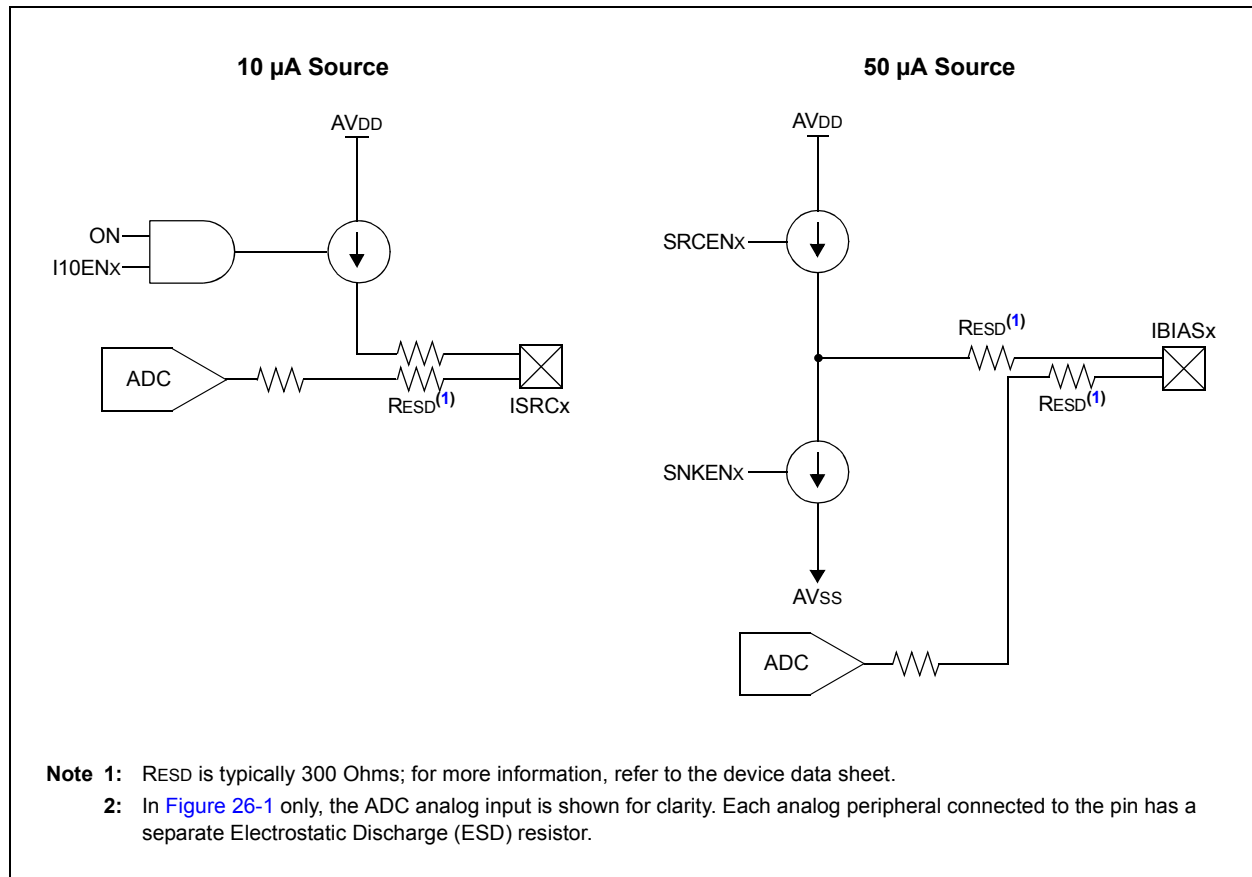 10 µA Source
AVDD
ON
I10ENx
ADC
RESD(1)
ISRCx
50 µA Source
AVDD
SRCENx
RESD(1)
IBIASx
RESD(1)
SNKENx
AVSS
ADC
Note 1: RESD is typically 300 Ohms; for more information, refer to the device data sheet.
2: In Figure 26-1 only, the ADC analog input is shown for clarity. Each analog peripheral connected to the pin has a
separate Electrostatic Discharge (ESD) resistor.